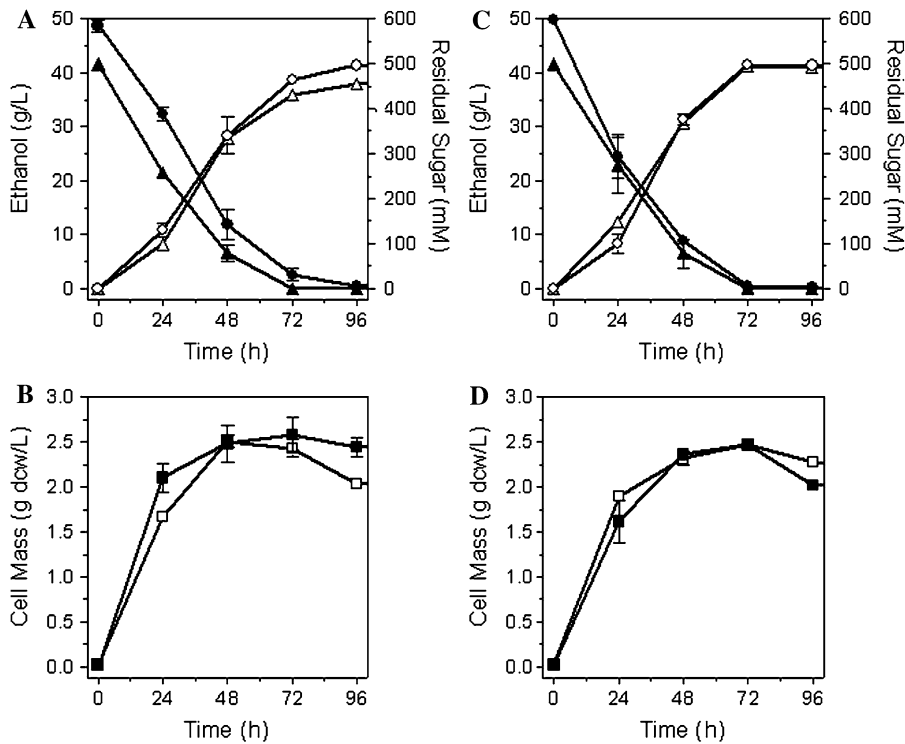 A
50
40
30
20
10
0
Ethanol (g/L)
600
500
400
300
200
100
0
Residual Sugar (mM)
0 24 48 72 96
Time (h)
C
50
40
30
20
10
0
Ethanol (g/L)
600
500
400
300
200
100
0
Residual Sugar (mM)
0 24 48 72 96
Time (h)
B
3.0
2.5
2.0
1.5
1.0
0.5
0.0
Cell Mass (g dcw/L)
0 24 48 72 96
Time (h)
D
3.0
2.5
2.0
1.5
1.0
0.5
0.0
Cell Mass (g dcw/L)
0 24 48 72 96
Time (h)